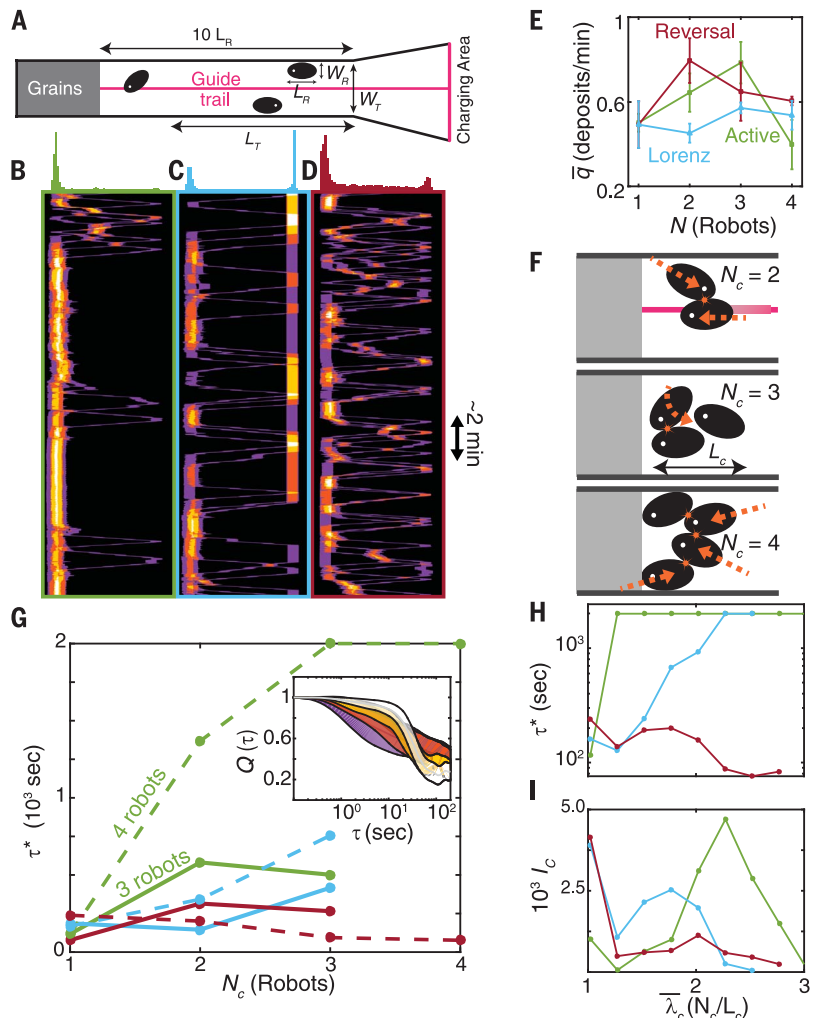 A
10 L_R
Grains
Guide
trail
W_R
L_R
W_T
L_T
Charging Area
B
C
D
~2 min
E
Reversal
Active
Lorenz
q̅ (deposits/min)
1
0.6
0.2
1 2 3 4
N (Robots)
F
N_c = 2
N_c = 3
L_c
N_c = 4
G
τ* (10³ sec)
2
1
0
1 2 3 4
N_c (Robots)
4 robots
3 robots
Q (τ)
1
0.6
0.2
10⁰ 10¹ 10²
τ (sec)
H
τ* (sec)
10³
10²
I
10³ I_C
5.0
2.5
1 2 3
λ̅_c (N_c/L_c)